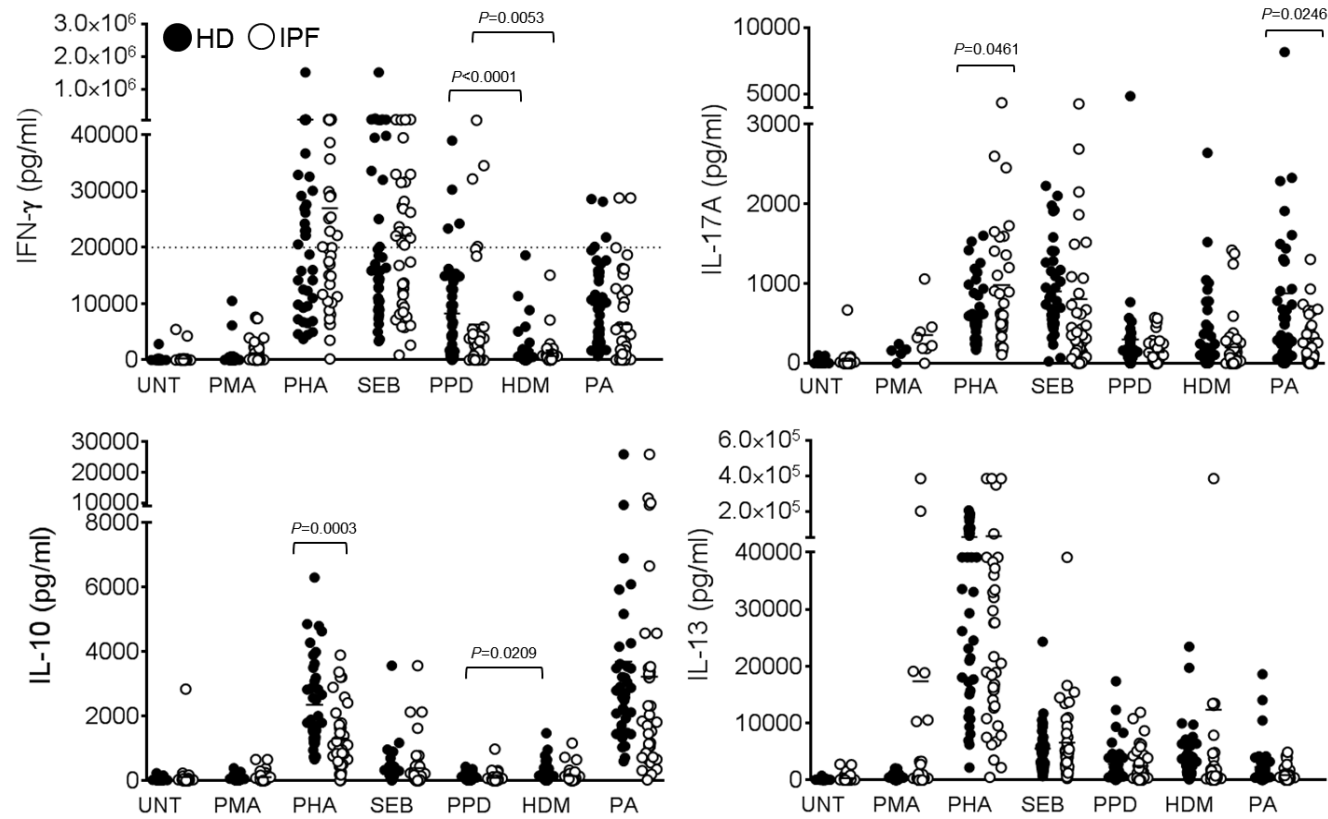 IFN-γ (pg/ml)
3.0×10⁶
2.0×10⁶
1.0×10⁶
40000
30000
20000
10000
0
HD IPF
P=0.0053
P<0.0001
UNT PMA PHA SEB PPD HDM PA
IL-17A (pg/ml)
10000
5000
3000
2000
1000
0
P=0.0461
P=0.0246
UNT PMA PHA SEB PPD HDM PA
IL-10 (pg/ml)
30000
20000
10000
8000
6000
4000
2000
0
P=0.0003
P=0.0209
UNT PMA PHA SEB PPD HDM PA
IL-13 (pg/ml)
6.0×10⁵
4.0×10⁵
2.0×10⁵
40000
30000
20000
10000
0
UNT PMA PHA SEB PPD HDM PA